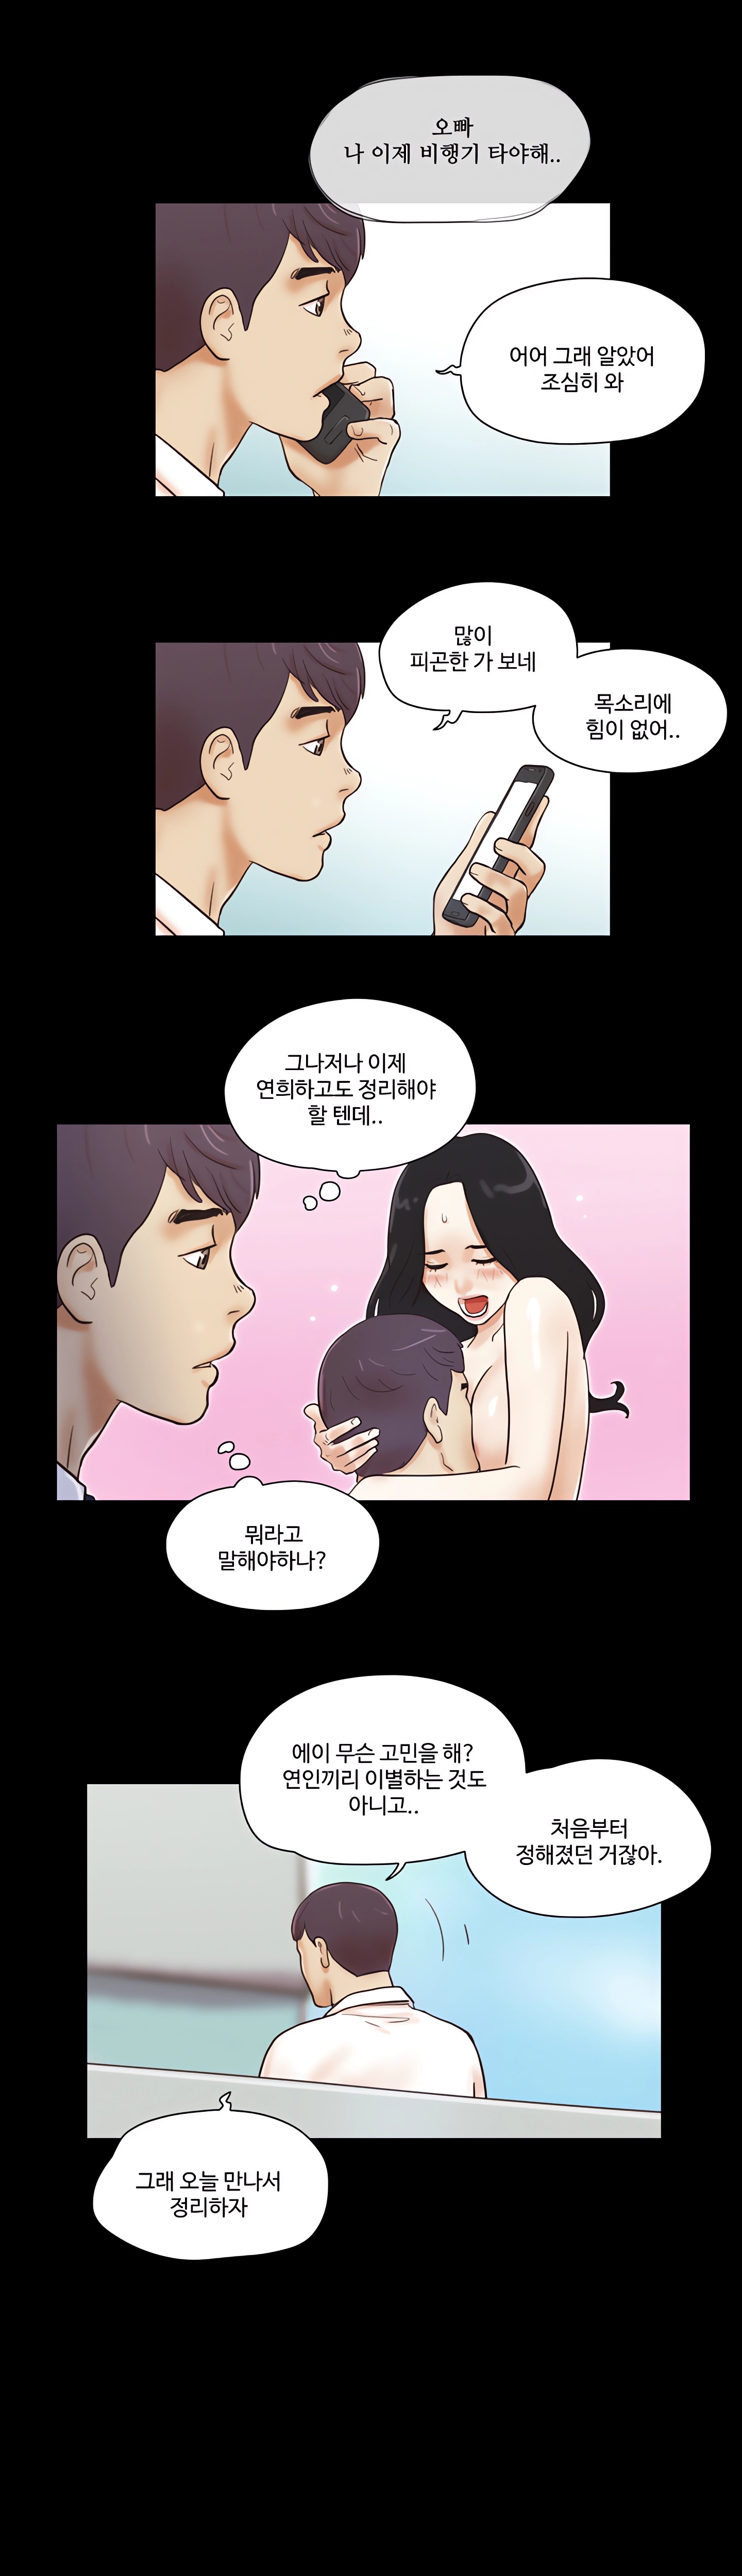 오빠
나 이제 비행기 타야해..
어어 그래 알았어
조심히 와
많이
피곤한 가 보네
목소리에
힘이 없어..
그나저나 이제
연희하고도 정리해야
할 텐데..
뭐라고
말해야하나?
에이 무슨 고민을 해?
연인끼리 이별하는 것도
아니고..
처음부터
정해졌던 거잖아.
그래 오늘 만나서
정리하자